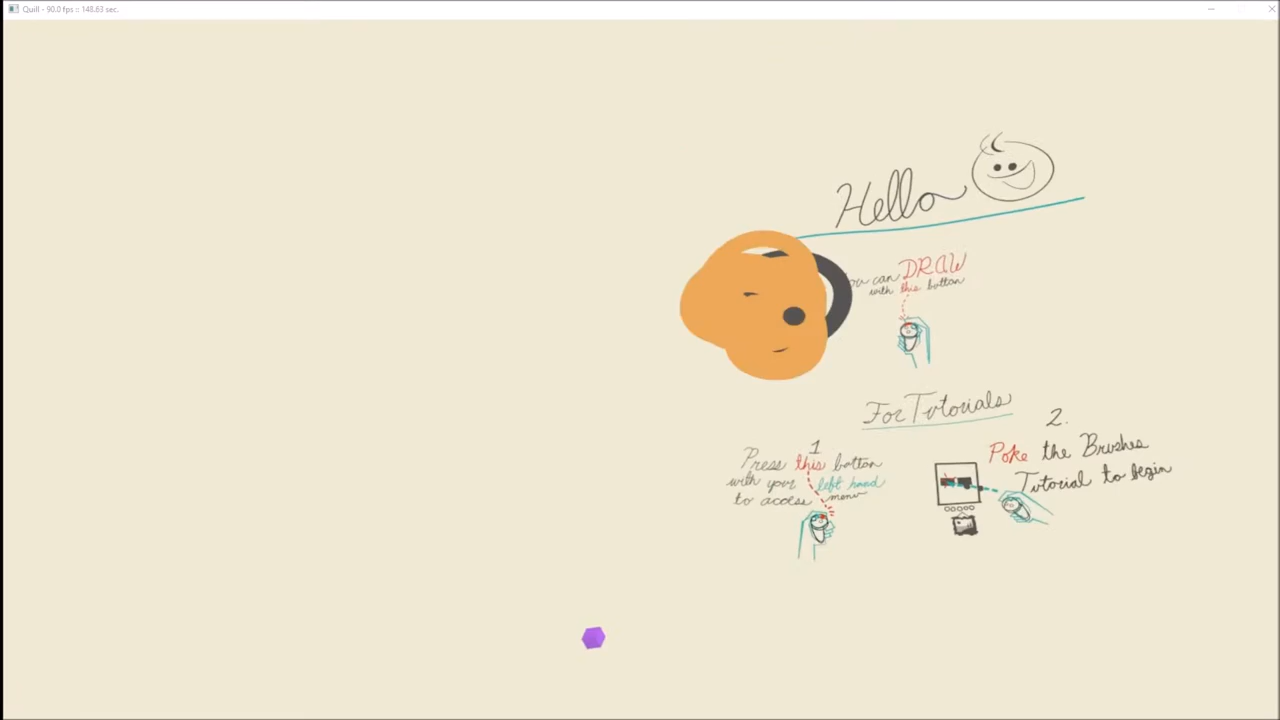 Quill - 90.0 fps :: 148.63 sec.
Hello
ou can DRAW
with this button
For Tutorials
1
Press this button
with your left hand
to access menu
2.
Poke the Brushes
Tutorial to begin